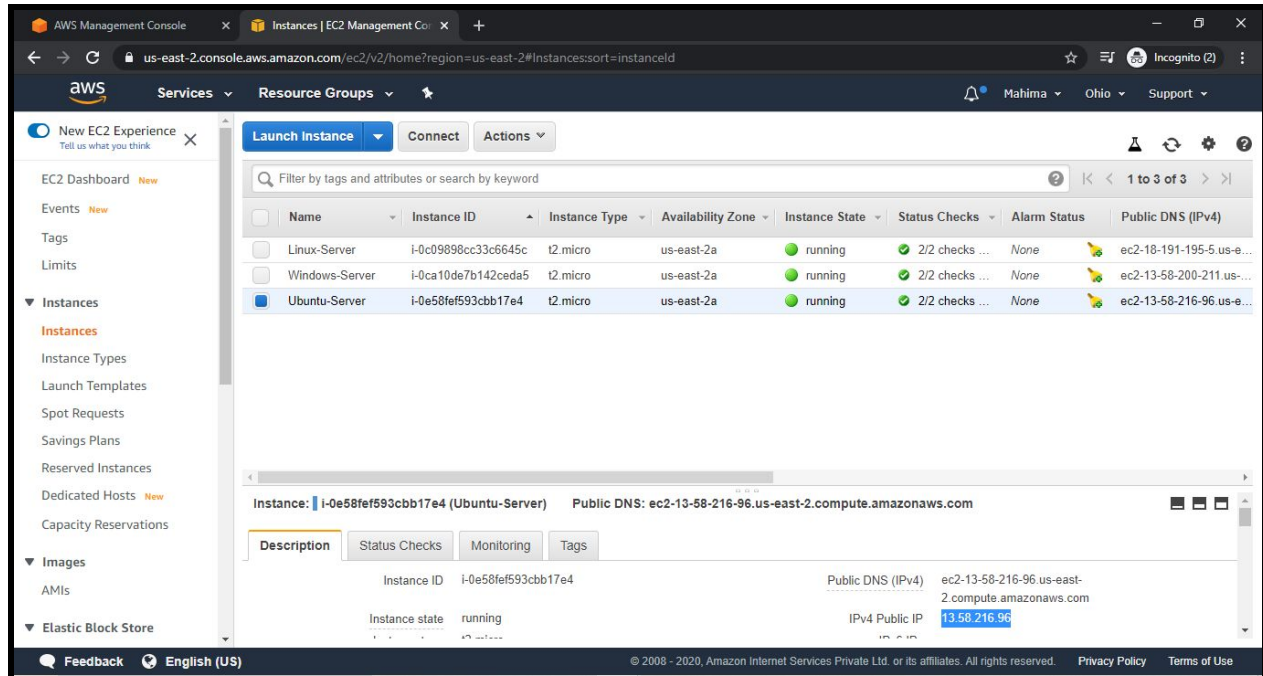 AWS Management Console
Instances | EC2 Management Co
us-east-2.console.aws.amazon.com/ec2/v2/home?region=us-east-2#Instances:sort=instanceId
Incognito (2)
aws Services Resource Groups Mahima Ohio Support
New EC2 Experience
Tell us what you think
EC2 Dashboard New
Events New
Tags
Limits
Instances
Instances
Instance Types
Launch Templates
Spot Requests
Savings Plans
Reserved Instances
Dedicated Hosts New
Capacity Reservations
Images
AMIs
Elastic Block Store
Launch Instance Connect Actions
Filter by tags and attributes or search by keyword 1 to 3 of 3
Name Instance ID Instance Type Availability Zone Instance State Status Checks Alarm Status Public DNS (IPv4)
Linux-Server i-0c09898cc33c6645c t2.micro us-east-2a running 2/2 checks ... None ec2-18-191-195-5.us-e...
Windows-Server i-0ca10de7b142ceda5 t2.micro us-east-2a running 2/2 checks ... None ec2-13-58-200-211.us-...
Ubuntu-Server i-0e58fef593cbb17e4 t2.micro us-east-2a running 2/2 checks ... None ec2-13-58-216-96.us-e...
Instance: i-0e58fef593cbb17e4 (Ubuntu-Server) Public DNS: ec2-13-58-216-96.us-east-2.compute.amazonaws.com
Description Status Checks Monitoring Tags
Instance ID i-0e58fef593cbb17e4 Public DNS (IPv4) ec2-13-58-216-96.us-east-
2.compute.amazonaws.com
Instance state running IPv4 Public IP 13.58.216.96
Feedback English (US) © 2008 - 2020, Amazon Internet Services Private Ltd. or its affiliates. All rights reserved. Privacy Policy Terms of Use